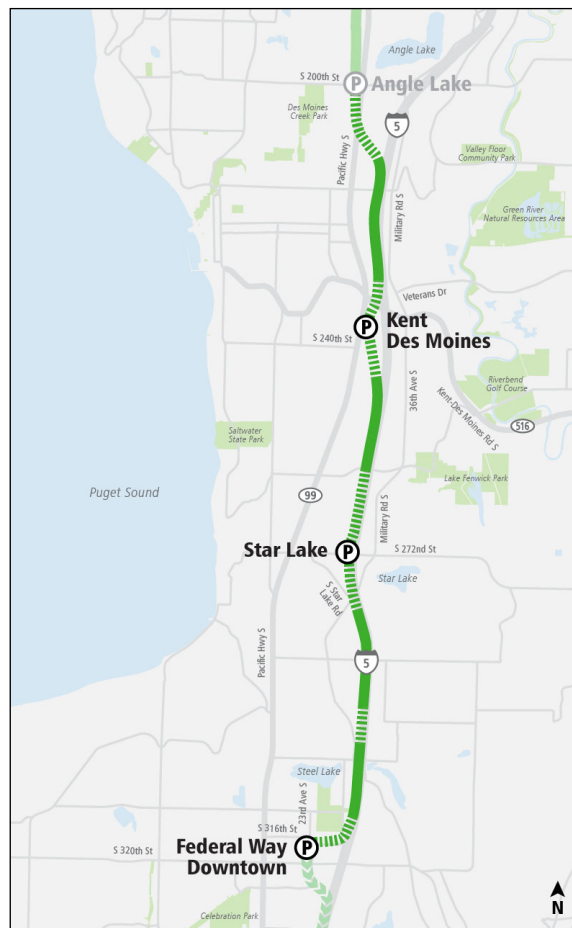 Angle Lake
S 200th St
P
Angle Lake
Des Moines
Creek Park
5
Pacific Hwy S
Military Rd S
Valley Floor
Community Park
Green River
Natural Resources Area
Veterans Dr
P
Kent
Des Moines
S 240th St
36th Ave S
Riverbend
Golf Course
Kent-Des Moines Rd S
516
Saltwater
State Park
Lake Fenwick Park
Puget Sound
99
Military Rd S
Star Lake
P
S 272nd St
Star Lake
S Star
Lake Rd
Pacific Hwy S
5
Steel Lake
23rd Ave S
S 316th St
Federal Way
Downtown
P
S 320th St
Celebration Park
N